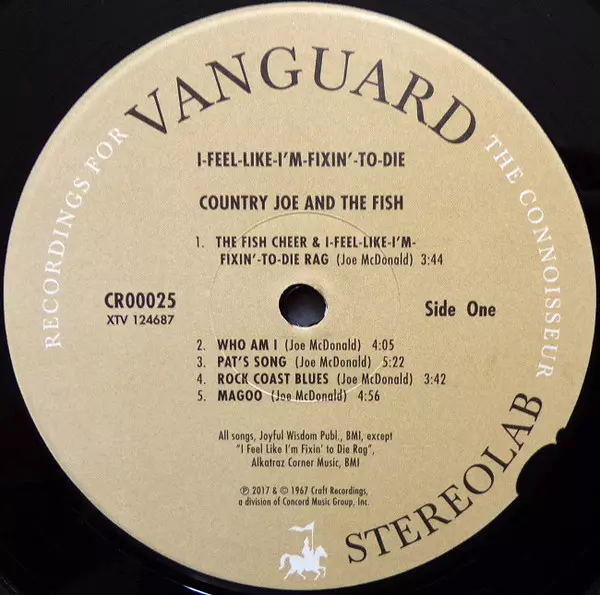 RECORDINGS FOR
VANGUARD
THE CONNOISSEUR
I-FEEL-LIKE-I'M-FIXIN'-TO-DIE
COUNTRY JOE AND THE FISH
1. THE FISH CHEER & I-FEEL-LIKE-I'M-
FIXIN'-TO-DIE RAG (Joe McDonald) 3:44
CR00025
XTV 124687
Side One
2. WHO AM I (Joe McDonald) 4:05
3. PAT'S SONG (Joe McDonald) 5:22
4. ROCK COAST BLUES (Joe McDonald) 3:42
5. MAGOO (Joe McDonald) 4:56
All songs, Joyful Wisdom Publ., BMI, except
"I Feel Like I'm Fixin' to Die Rag",
Alkatraz Corner Music, BMI
℗ 2017 & © 1967 Craft Recordings,
a division of Concord Music Group, Inc.
STEREOLAB